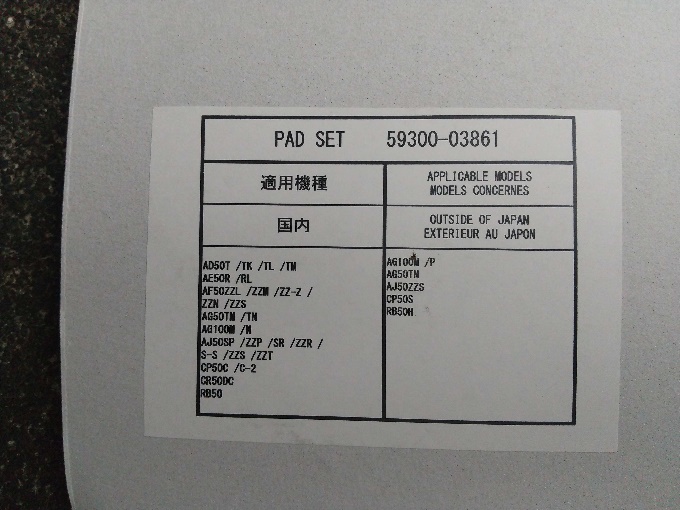 PAD SET 59300-03861
適用機種
APPLICABLE MODELS
MODELS CONCERNES
国内
OUTSIDE OF JAPAN
EXTERIEUR AU JAPON
AD50T /TK /TL /TM
AE50R /RL
AF50ZZL /ZZM /ZZ-Z /
ZZN /ZZS
AG50TM /TN
AG100M /N
AJ50SP /ZZP /SR /ZZR /
S-S /ZZS /ZZT
CP50C /C-2
CR50DC
RB50
AG100M /P
AG50TN
AJ50ZZS
CP50S
RB50N